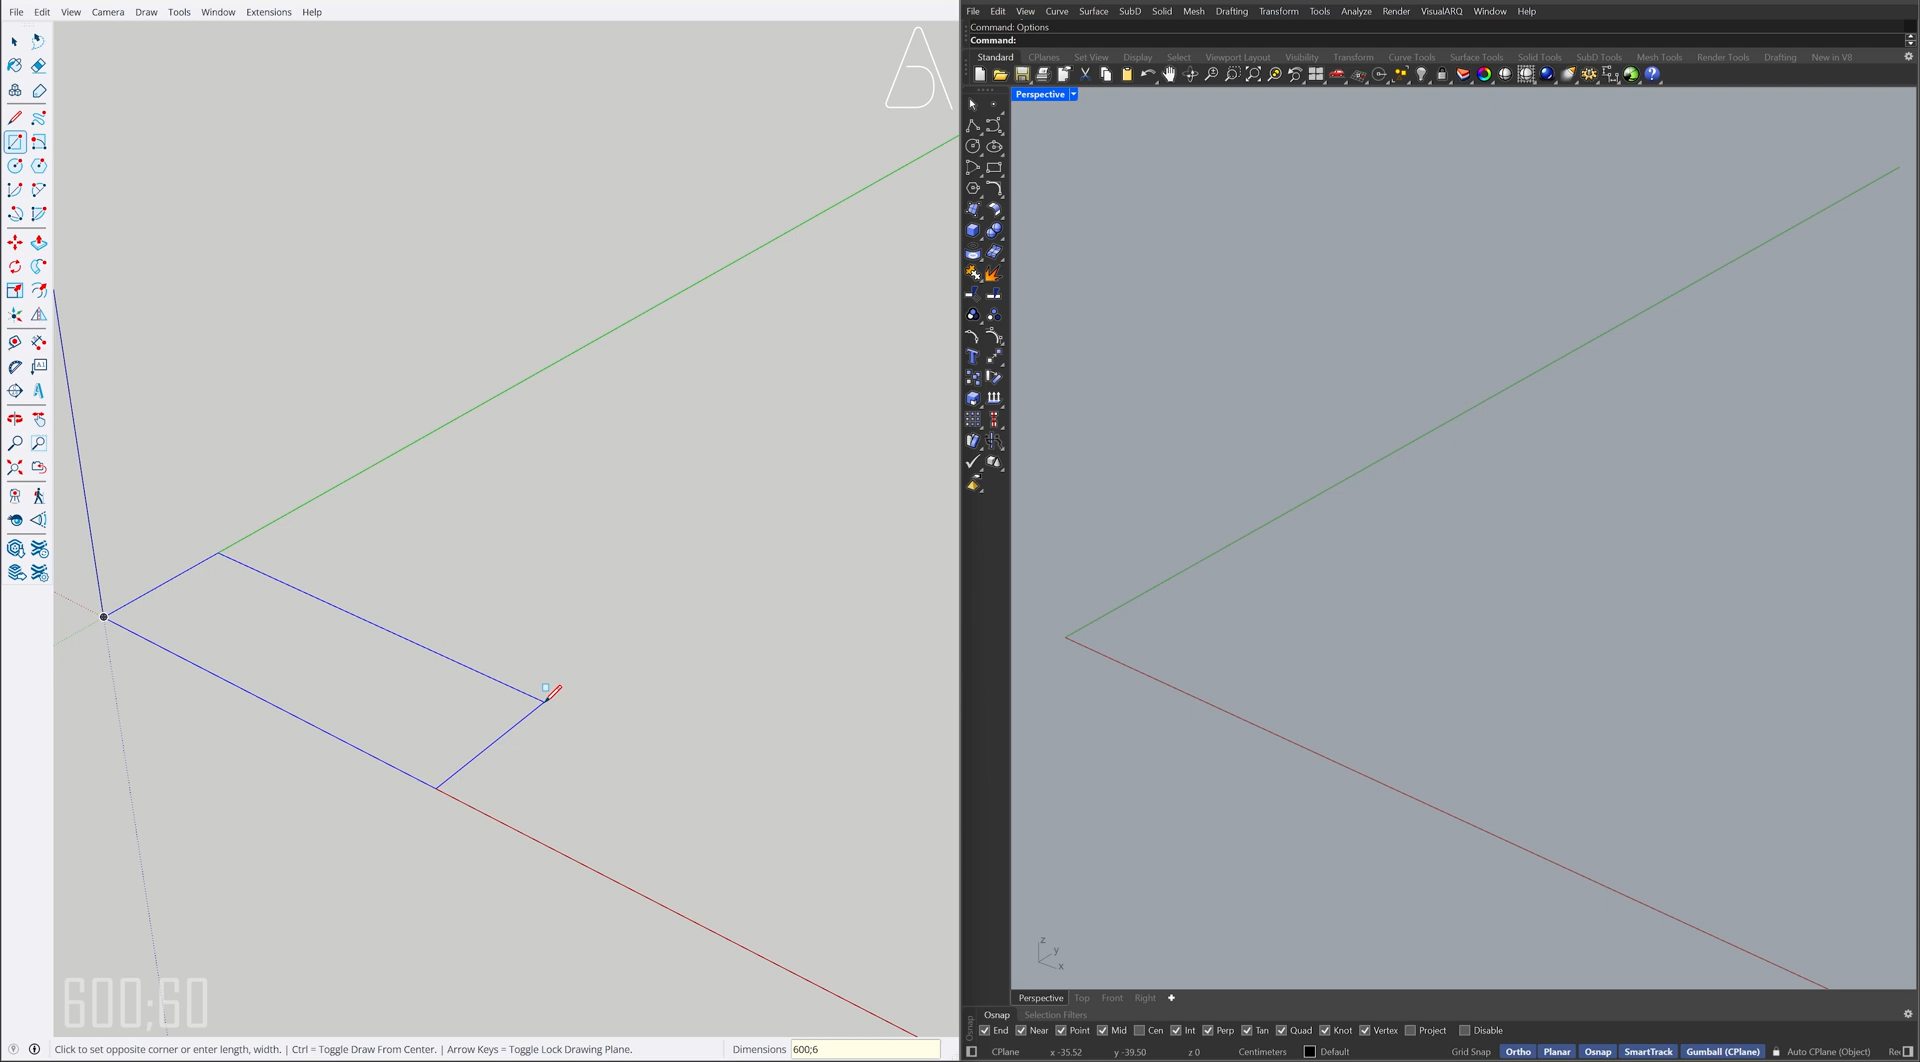 File Edit View Camera Draw Tools Window Extensions Help
600;60
Click to set opposite corner or enter length, width. | Ctrl = Toggle Draw From Center. | Arrow Keys = Toggle Lock Drawing Plane.
Dimensions 600;6
File Edit View Curve Surface SubD Solid Mesh Drafting Transform Tools Analyze Render VisualARQ Window Help
Command: Options
Command:
Standard CPlanes Set View Display Select Viewport Layout Visibility Transform Curve Tools Surface Tools Solid Tools SubD Tools Mesh Tools Render Tools Drafting New in V8
Perspective
z
y
x
Perspective Top Front Right
Osnap Selection Filters
End Near Point Mid Cen Int Perp Tan Quad Knot Vertex Project Disable
CPlane x -35.52 y -39.50 z 0 Centimeters Default Grid Snap Ortho Planar Osnap SmartTrack Gumball (CPlane) Auto CPlane (Object) Rec